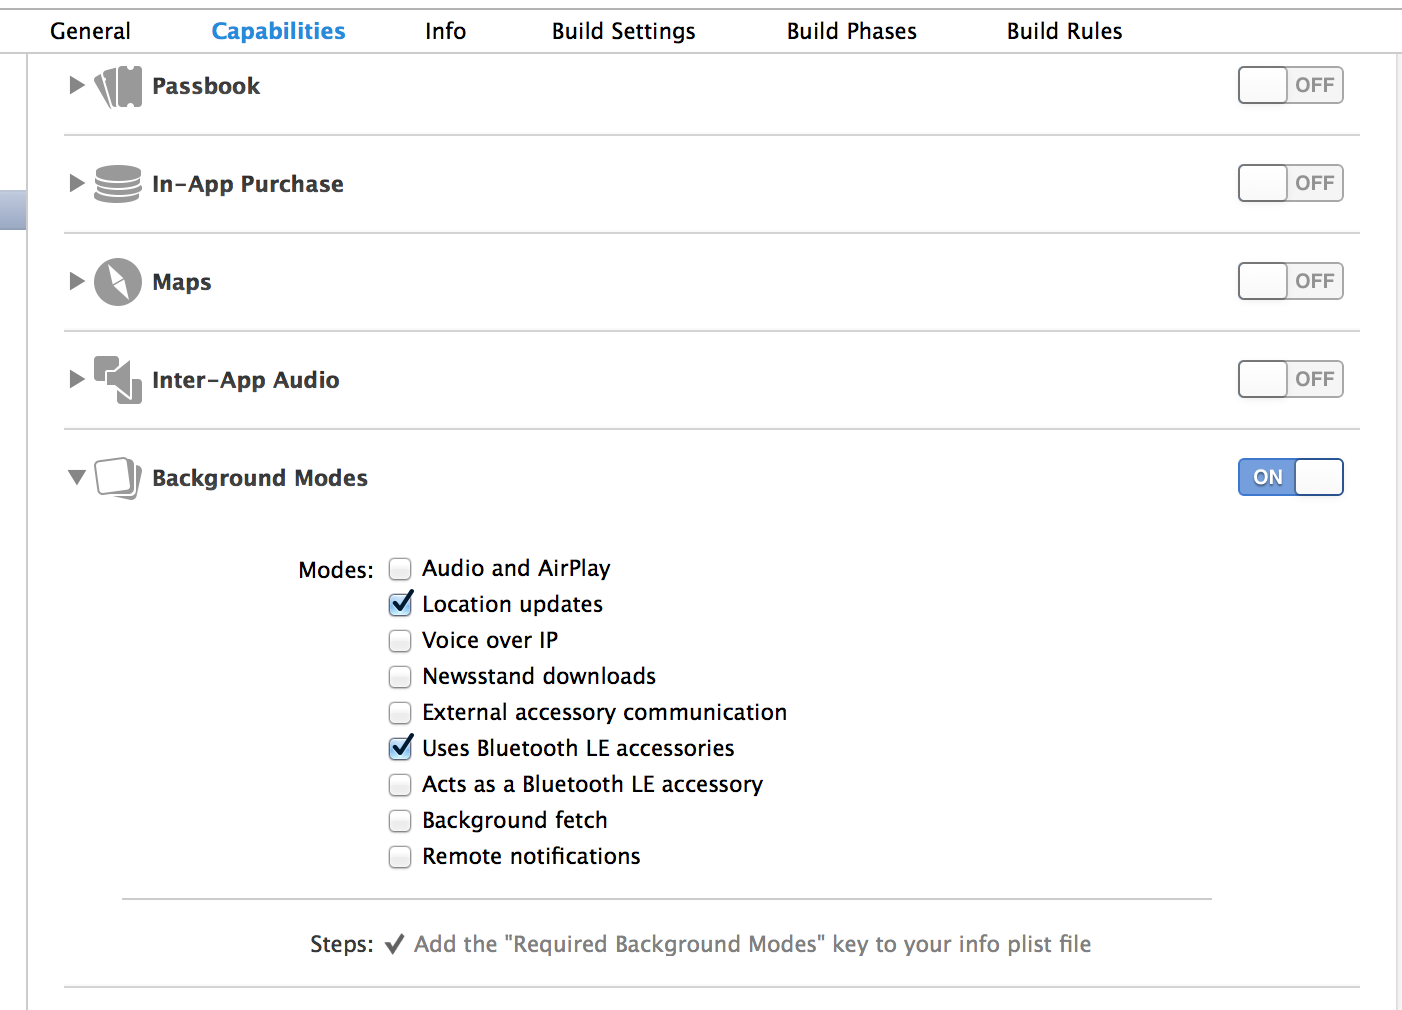 General Capabilities Info Build Settings Build Phases Build Rules
Passbook OFF
In-App Purchase OFF
Maps OFF
Inter-App Audio OFF
Background Modes ON
Modes: Audio and AirPlay
Location updates
Voice over IP
Newsstand downloads
External accessory communication
Uses Bluetooth LE accessories
Acts as a Bluetooth LE accessory
Background fetch
Remote notifications
Steps: Add the "Required Background Modes" key to your info plist file